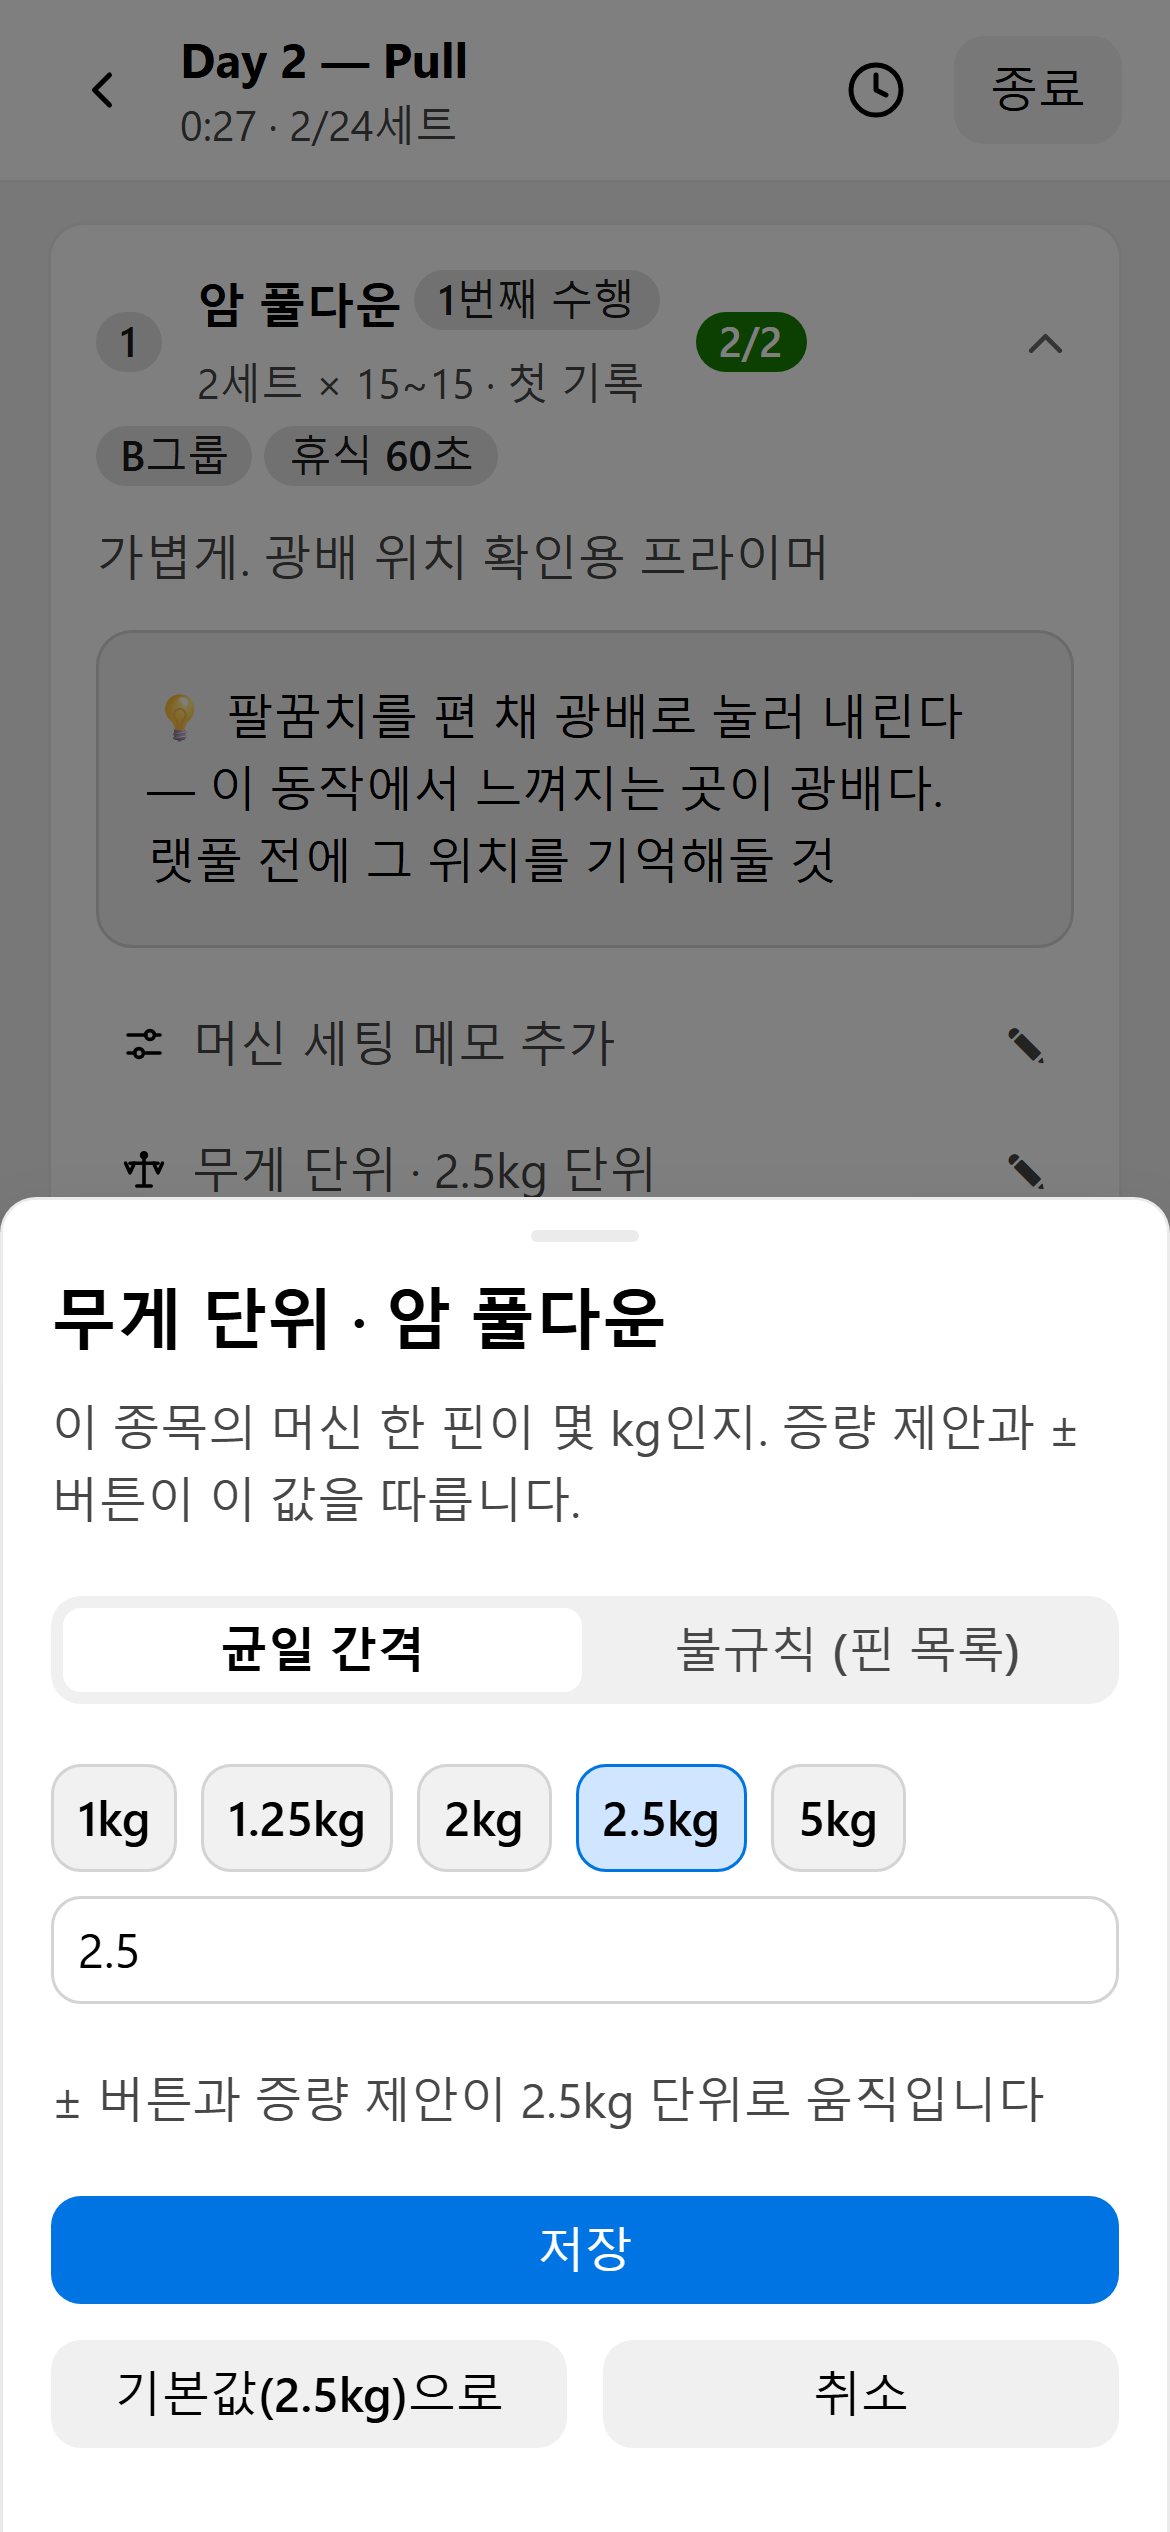 Day 2 — Pull
0:27 · 2/24세트
종료
1
암 풀다운
1번째 수행
2세트 × 15~15 · 첫 기록
2/2
B그룹
휴식 60초
가볍게. 광배 위치 확인용 프라이머
💡 팔꿈치를 편 채 광배로 눌러 내린다
— 이 동작에서 느껴지는 곳이 광배다.
랫풀 전에 그 위치를 기억해둘 것
머신 세팅 메모 추가
무게 단위 · 2.5kg 단위
무게 단위 · 암 풀다운
이 종목의 머신 한 핀이 몇 kg인지. 증량 제안과 ±
버튼이 이 값을 따릅니다.
균일 간격
불규칙 (핀 목록)
1kg
1.25kg
2kg
2.5kg
5kg
2.5
± 버튼과 증량 제안이 2.5kg 단위로 움직입니다
저장
기본값(2.5kg)으로
취소